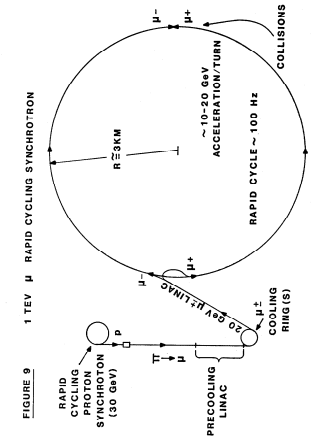 FIGURE 9
1 TEV μ RAPID CYCLING SYNCHROTRON
RAPID
CYCLING
PROTON
SYNCHROTON
(30 GeV)
p
π → μ
PRECOOLING
LINAC
μ±
COOLING
RING(S)
20 GeV μ± LINAC
μ-
μ+
R ≅ 3KM
~10-20 GeV
ACCELERATION/TURN
RAPID CYCLE ~ 100 Hz
μ-
μ+
COLLISIONS